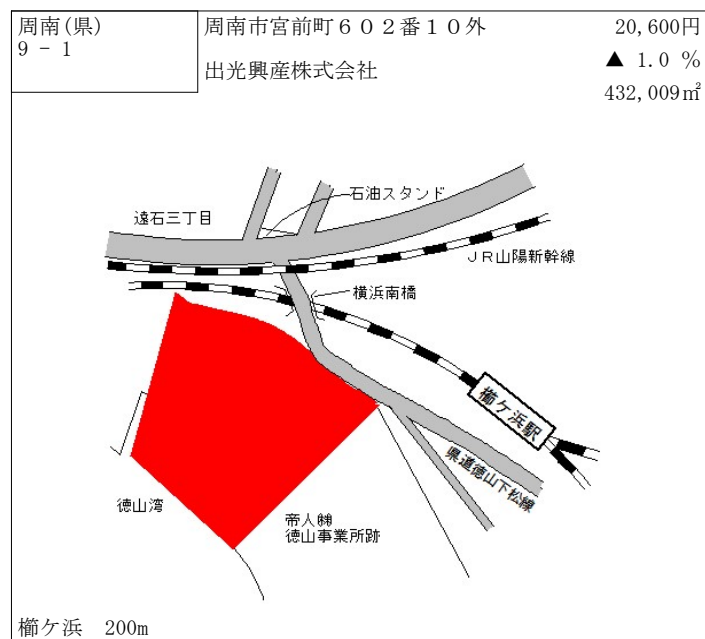 周南(県)
9 - 1
周南市宮前町６０２番１０外
出光興産株式会社
20,600円
▲ 1.0 %
432,009㎡
石油スタンド
遠石三丁目
ＪＲ山陽新幹線
横浜南橋
櫛ケ浜駅
県道徳山下松線
徳山湾
帝人㈱
徳山事業所跡
櫛ケ浜　200m